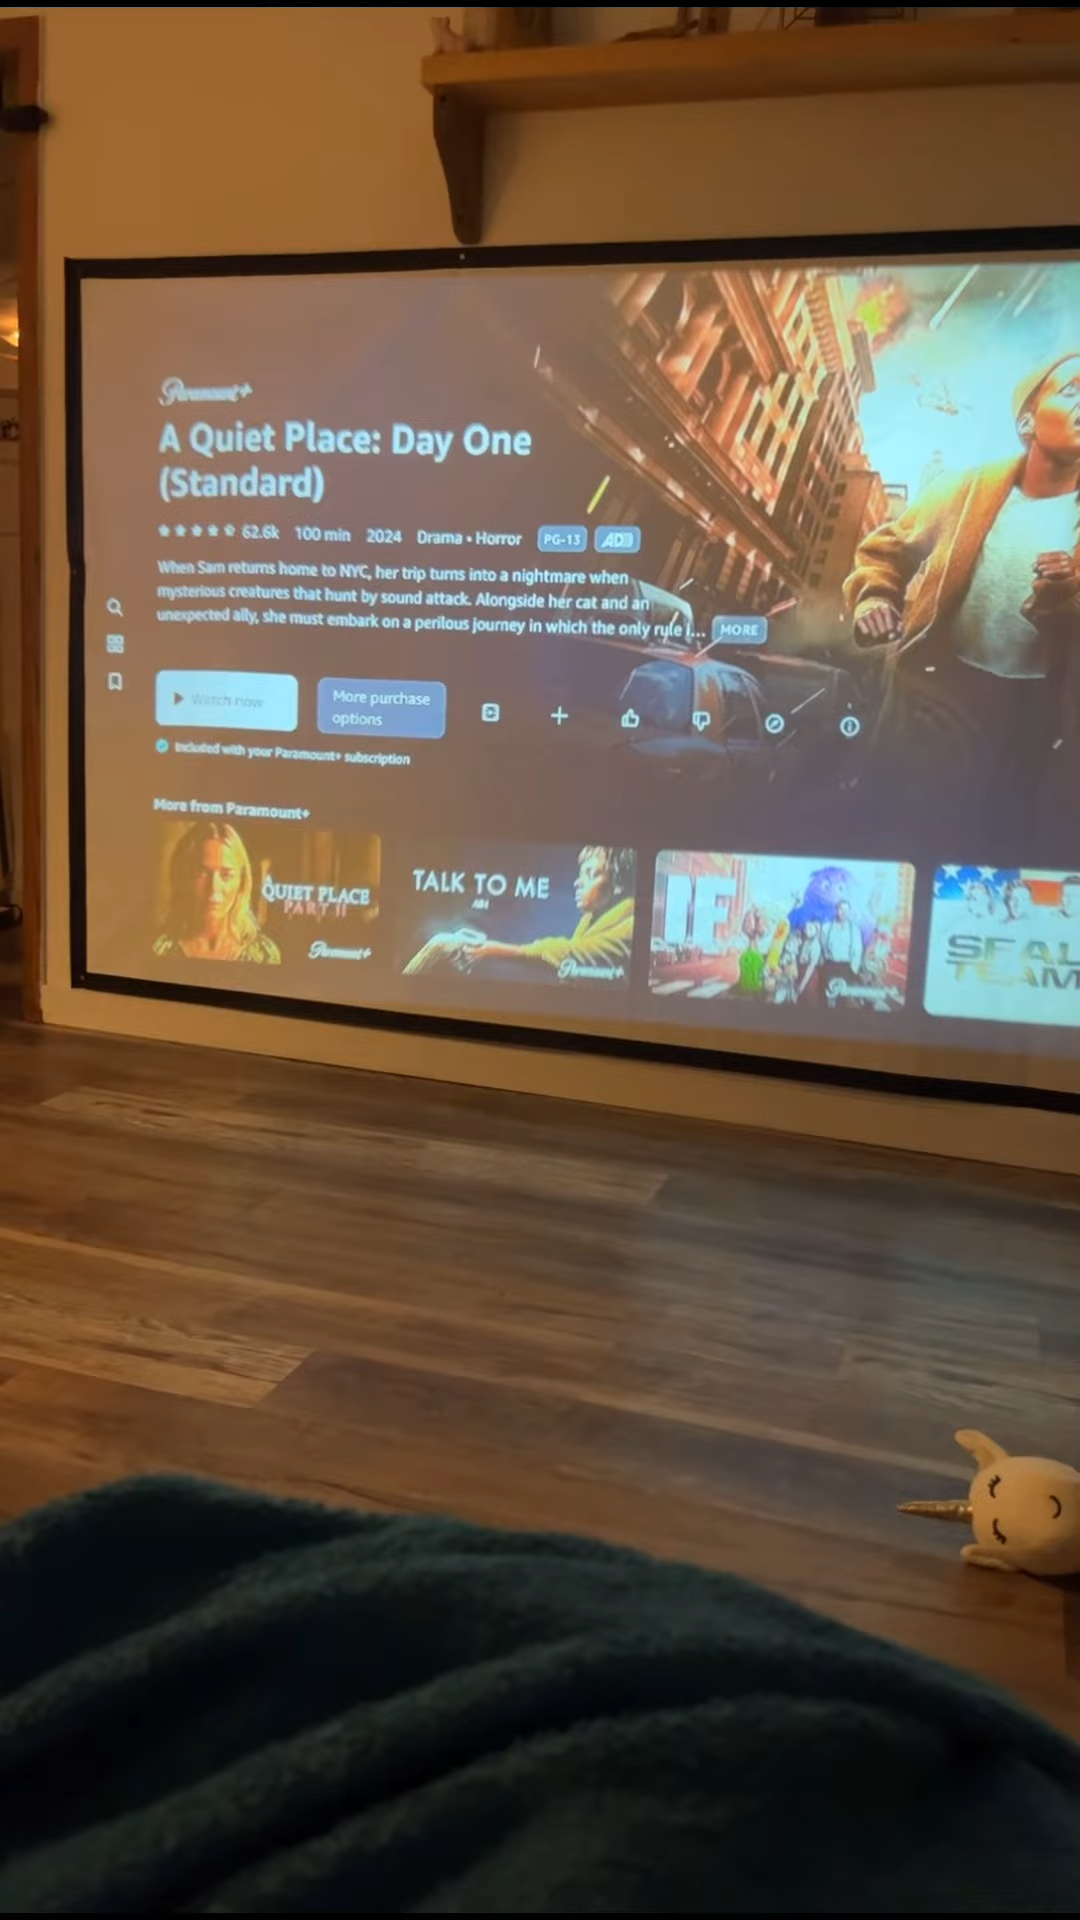 Paramount+
A Quiet Place: Day One
(Standard)
62.6k 100 min 2024 Drama • Horror PG-13 AD
When Sam returns home to NYC, her trip turns into a nightmare when
mysterious creatures that hunt by sound attack. Alongside her cat and an
unexpected ally, she must embark on a perilous journey in which the only rule i... MORE
Watch now
More purchase
options
Included with your Paramount+ subscription
More from Paramount+
A
QUIET PLACE
PART II
Paramount+
TALK TO ME
Paramount+
IF
Paramount+
SEAL
TEAM